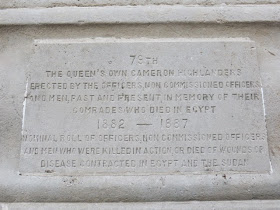 79TH
THE QUEEN'S OWN CAMERON HIGHLANDERS
ERECTED BY THE OFFICERS, NON COMMISSIONED OFFICERS
AND MEN, PAST AND PRESENT IN MEMORY OF THEIR
COMRADES WHO DIED IN EGYPT
1882 — 1887
NOMINAL ROLL OF OFFICERS, NON COMMISSIONED OFFICERS
AND MEN WHO WERE KILLED IN ACTION OR DIED OF WOUNDS OR
DISEASE CONTRACTED IN EGYPT AND THE SUDAN